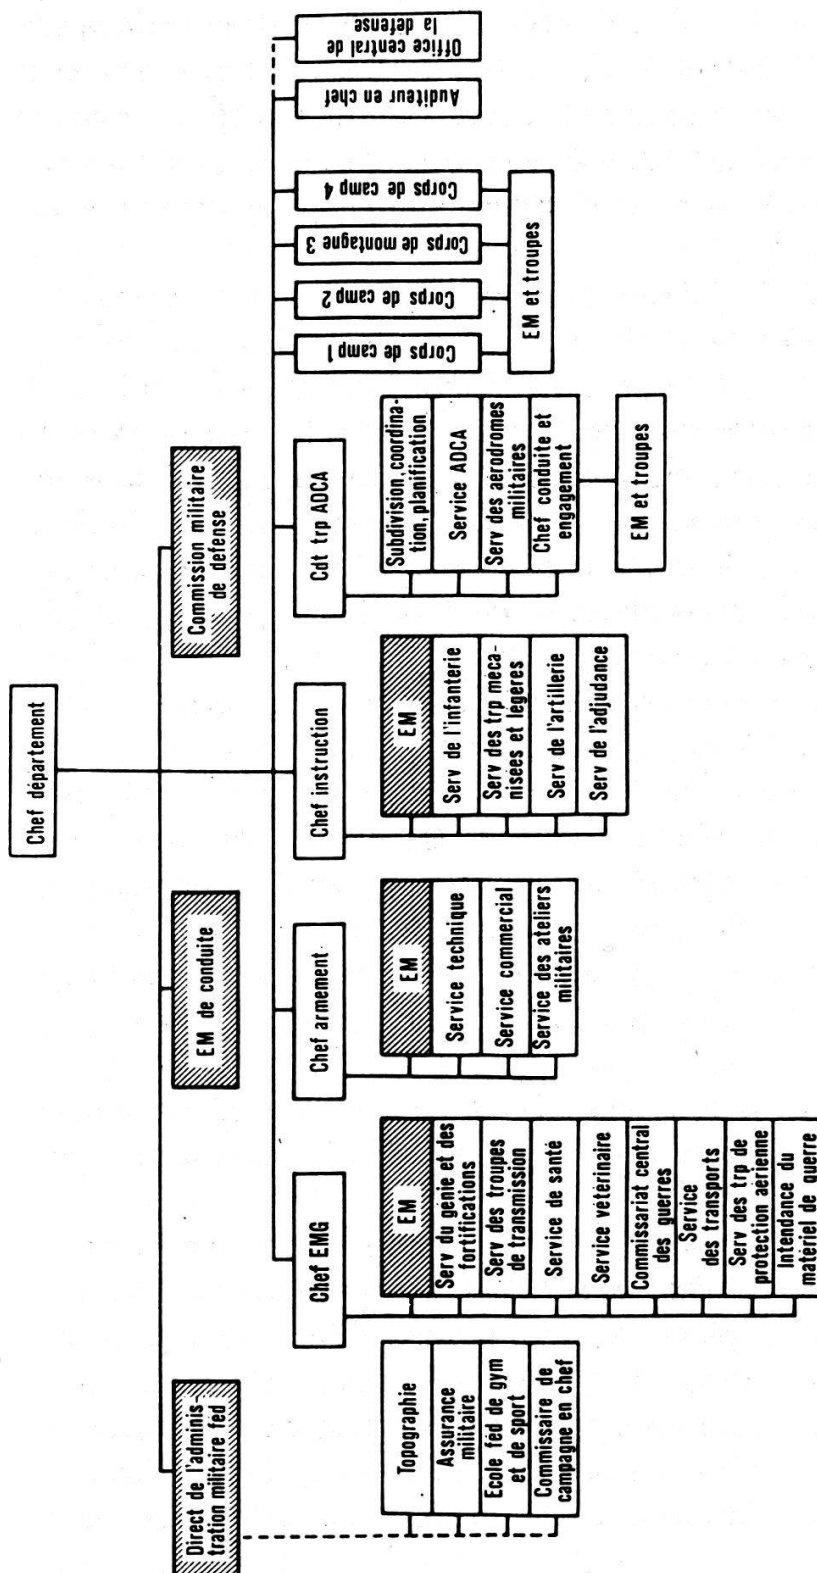 Chef département
Direct de l'adminis-
tration militaire féd
EM de conduite
Commission militaire
de défense
Chef EMG
Chef armement
Chef instruction
Cdt trp ADCA
Corps de camp 1
Corps de camp 2
Corps de montagne 3
Corps de camp 4
Auditeur en chef
Office central de
la defense
Topographie
Assurance
militaire
Ecole féd de gym
et de sport
Commissaire de
campagne en chef
EM
Serv du génie et des
fortifications
Serv des troupes
de transmission
Service de santé
Service vétérinaire
Commissariat central
des guerres
Service
des transports
Serv des trp de
protection aérienne
Intendance du
matériel de guerre
EM
Service technique
Service commercial
Service des ateliers
militaires
EM
Serv de l'infanterie
Serv des trp méca-
nisées et légères
Serv de l'artillerie
Serv de l'adjudance
Subdivision, coordina-
tion, planification
Service ADCA
Serv des aérodromes
militaires
Chef conduite et
engagement
EM et troupes
EM et troupes